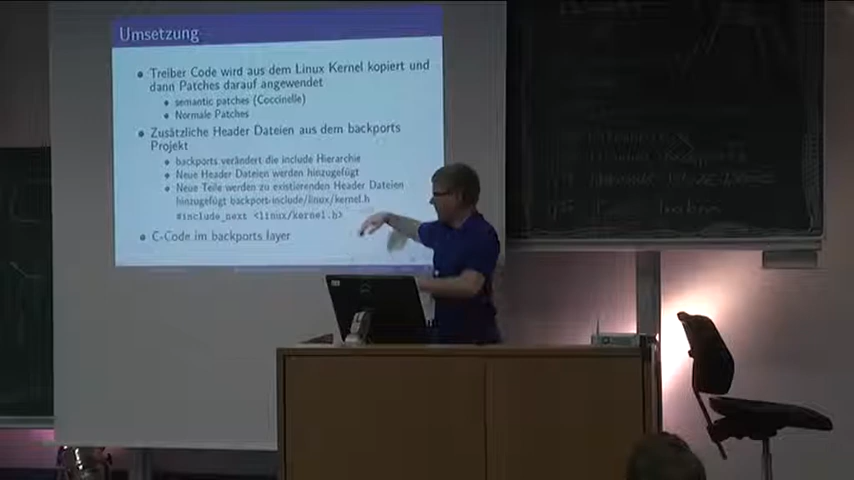 Umsetzung
Treiber Code wird aus dem Linux Kernel kopiert und
dann Patches darauf angewendet
semantic patches (Coccinelle)
Normale Patches
Zusätzliche Header Dateien aus dem backports
Projekt
backports verändert die include Hierarchie
Neue Header Dateien werden hinzugefügt
Neue Teile werden zu existierenden Header Dateien
hinzugefügt backport-include/linux/kernel.h
#include_next <linux/kernel.h>
C-Code im backports layer